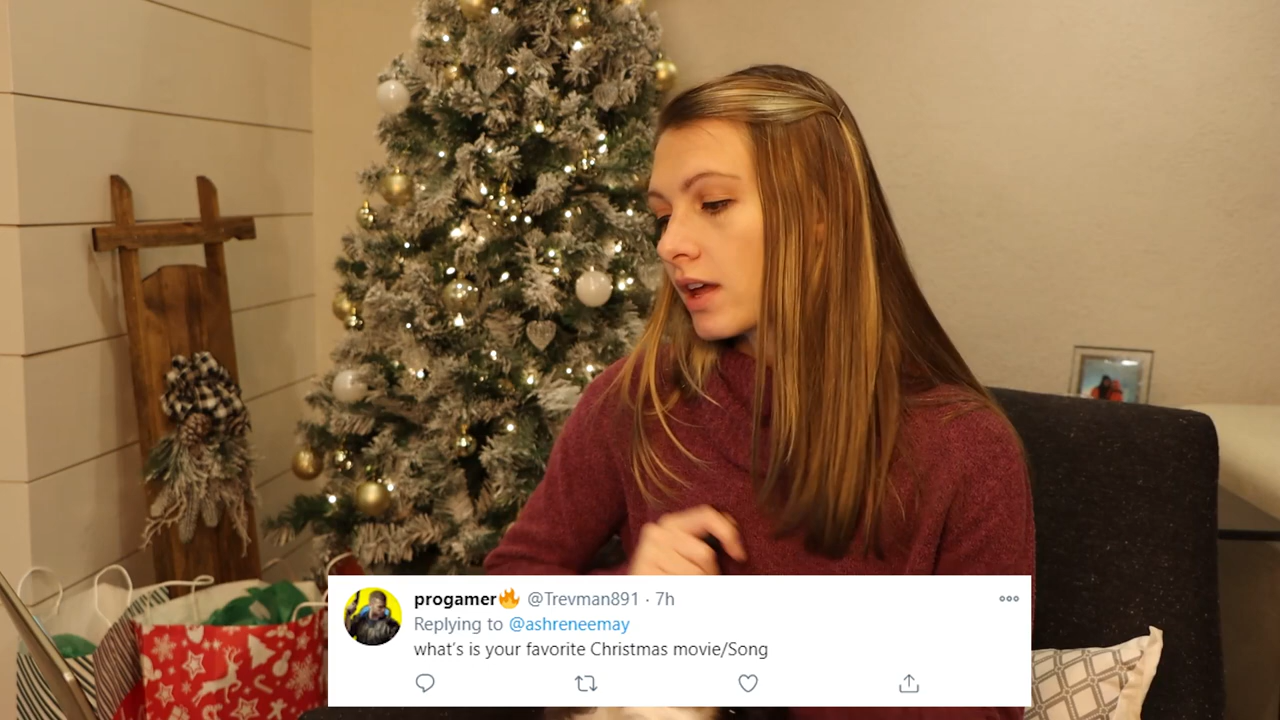 progamer🔥 @Trevman891 · 7h
Replying to @ashreneemay
what's is your favorite Christmas movie/Song